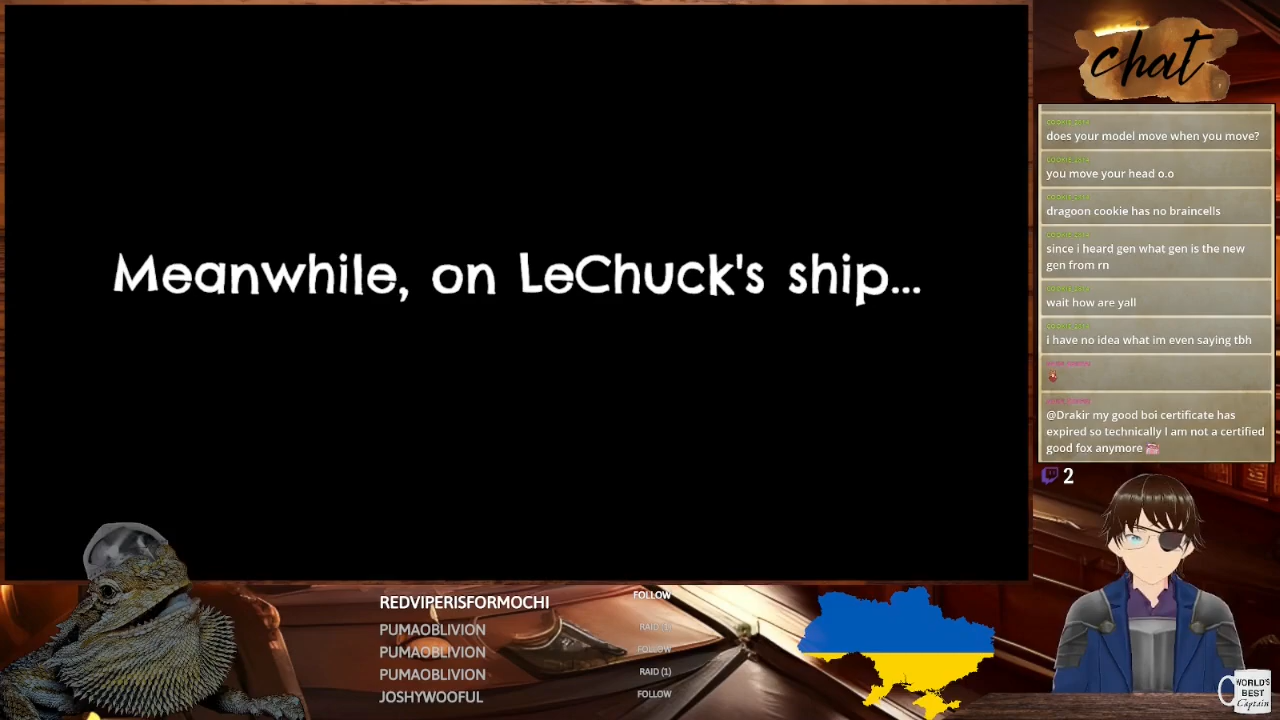 Meanwhile, on LeChuck's ship...
chat
does your model move when you move?
you move your head o.o
dragoon cookie has no braincells
since i heard gen what gen is the new
gen from rn
wait how are yall
i have no idea what im even saying tbh
@Drakir my good boi certificate has
expired so technically I am not a certified
good fox anymore
2
REDVIPERISFORMOCHI FOLLOW
PUMAOBLIVION RAID (1)
PUMAOBLIVION FOLLOW
PUMAOBLIVION RAID (1)
JOSHYWOOFUL FOLLOW
WORLD'S
BEST
Captain